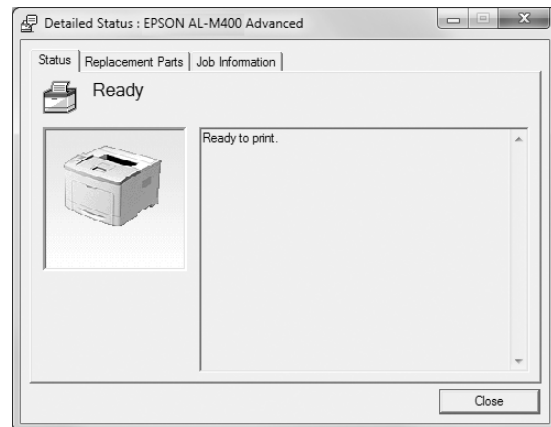 Detailed Status : EPSON AL-M400 Advanced
Status Replacement Parts Job Information
Ready
Ready to print.
Close